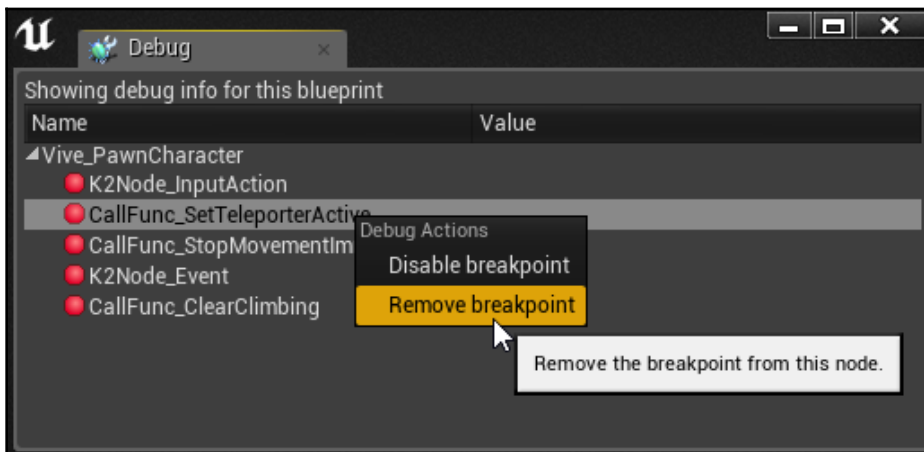 Debug
Showing debug info for this blueprint
Name Value
Vive_PawnCharacter
K2Node_InputAction
CallFunc_SetTeleporterActive
Debug Actions
CallFunc_StopMovementIm
Disable breakpoint
K2Node_Event
CallFunc_ClearClimbing
Remove breakpoint
Remove the breakpoint from this node.